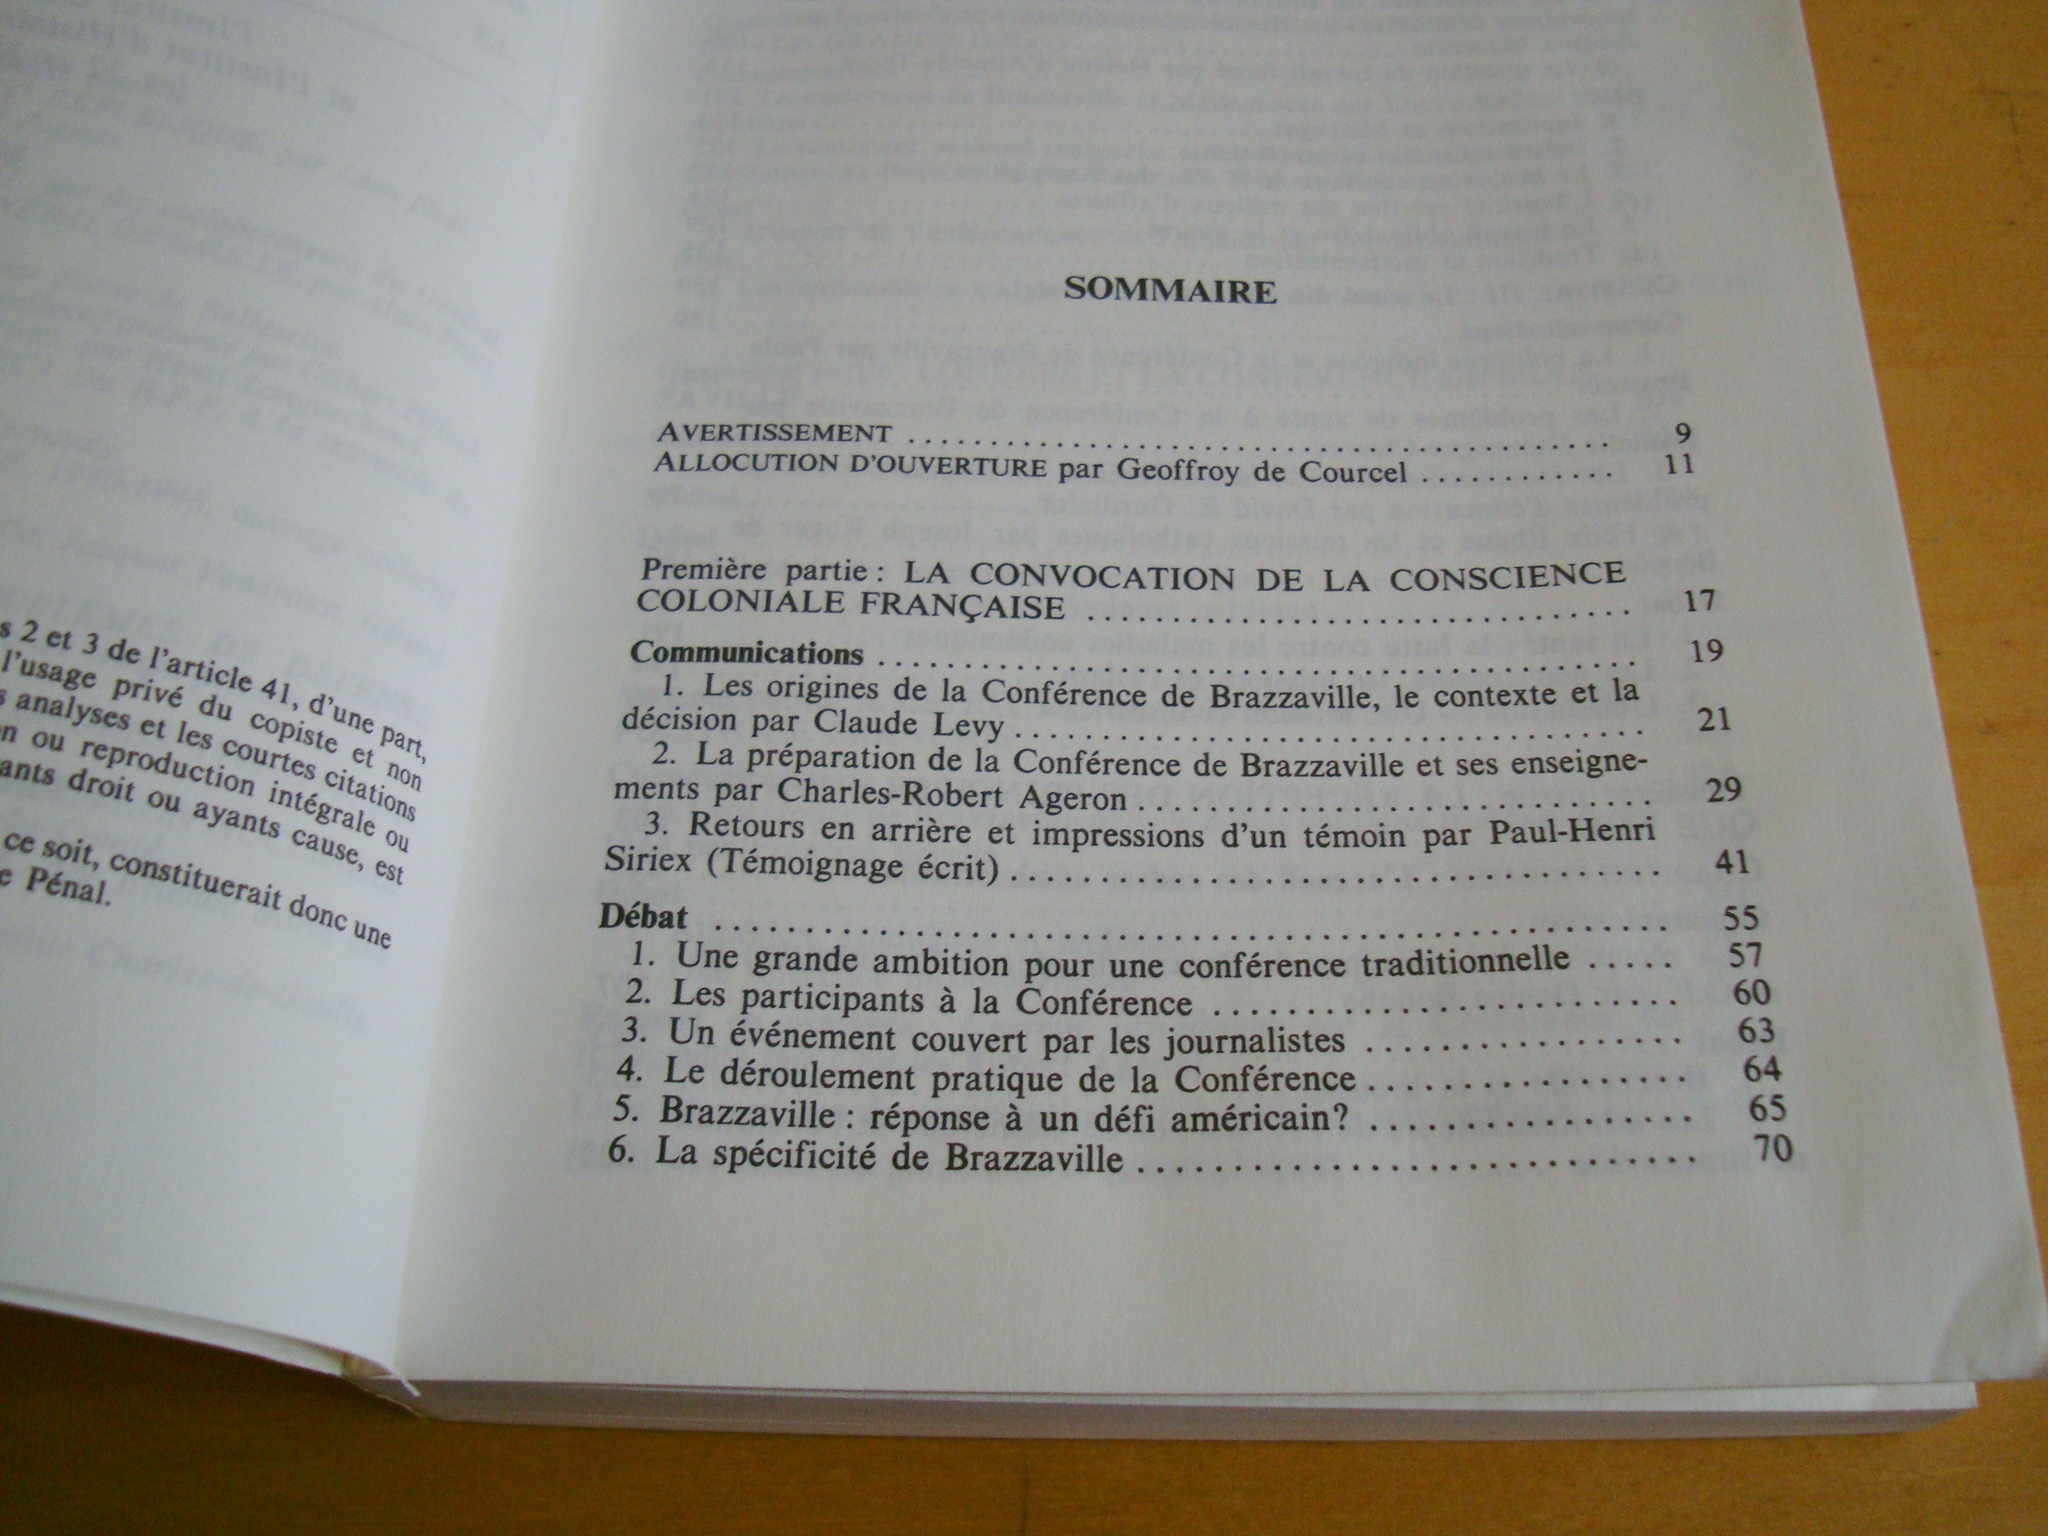 s 2 et 3 de l'article 41, d'une part,
l'usage privé du copiste et non
s analyses et les courtes citations
n ou reproduction intégrale ou
ants droit ou ayants cause, est
ce soit, constituerait donc une
e Pénal.
SOMMAIRE
AVERTISSEMENT .......... 9
ALLOCUTION D'OUVERTURE par Geoffroy de Courcel .......... 11
Première partie : LA CONVOCATION DE LA CONSCIENCE
COLONIALE FRANÇAISE .......... 17
Communications .......... 19
1. Les origines de la Conférence de Brazzaville, le contexte et la
décision par Claude Levy .......... 21
2. La préparation de la Conférence de Brazzaville et ses enseigne-
ments par Charles-Robert Ageron .......... 29
3. Retours en arrière et impressions d'un témoin par Paul-Henri
Siriex (Témoignage écrit) .......... 41
Débat .......... 55
1. Une grande ambition pour une conférence traditionnelle ..... 57
2. Les participants à la Conférence .......... 60
3. Un événement couvert par les journalistes .......... 63
4. Le déroulement pratique de la Conférence .......... 64
5. Brazzaville : réponse à un défi américain? .......... 65
6. La spécificité de Brazzaville .......... 70